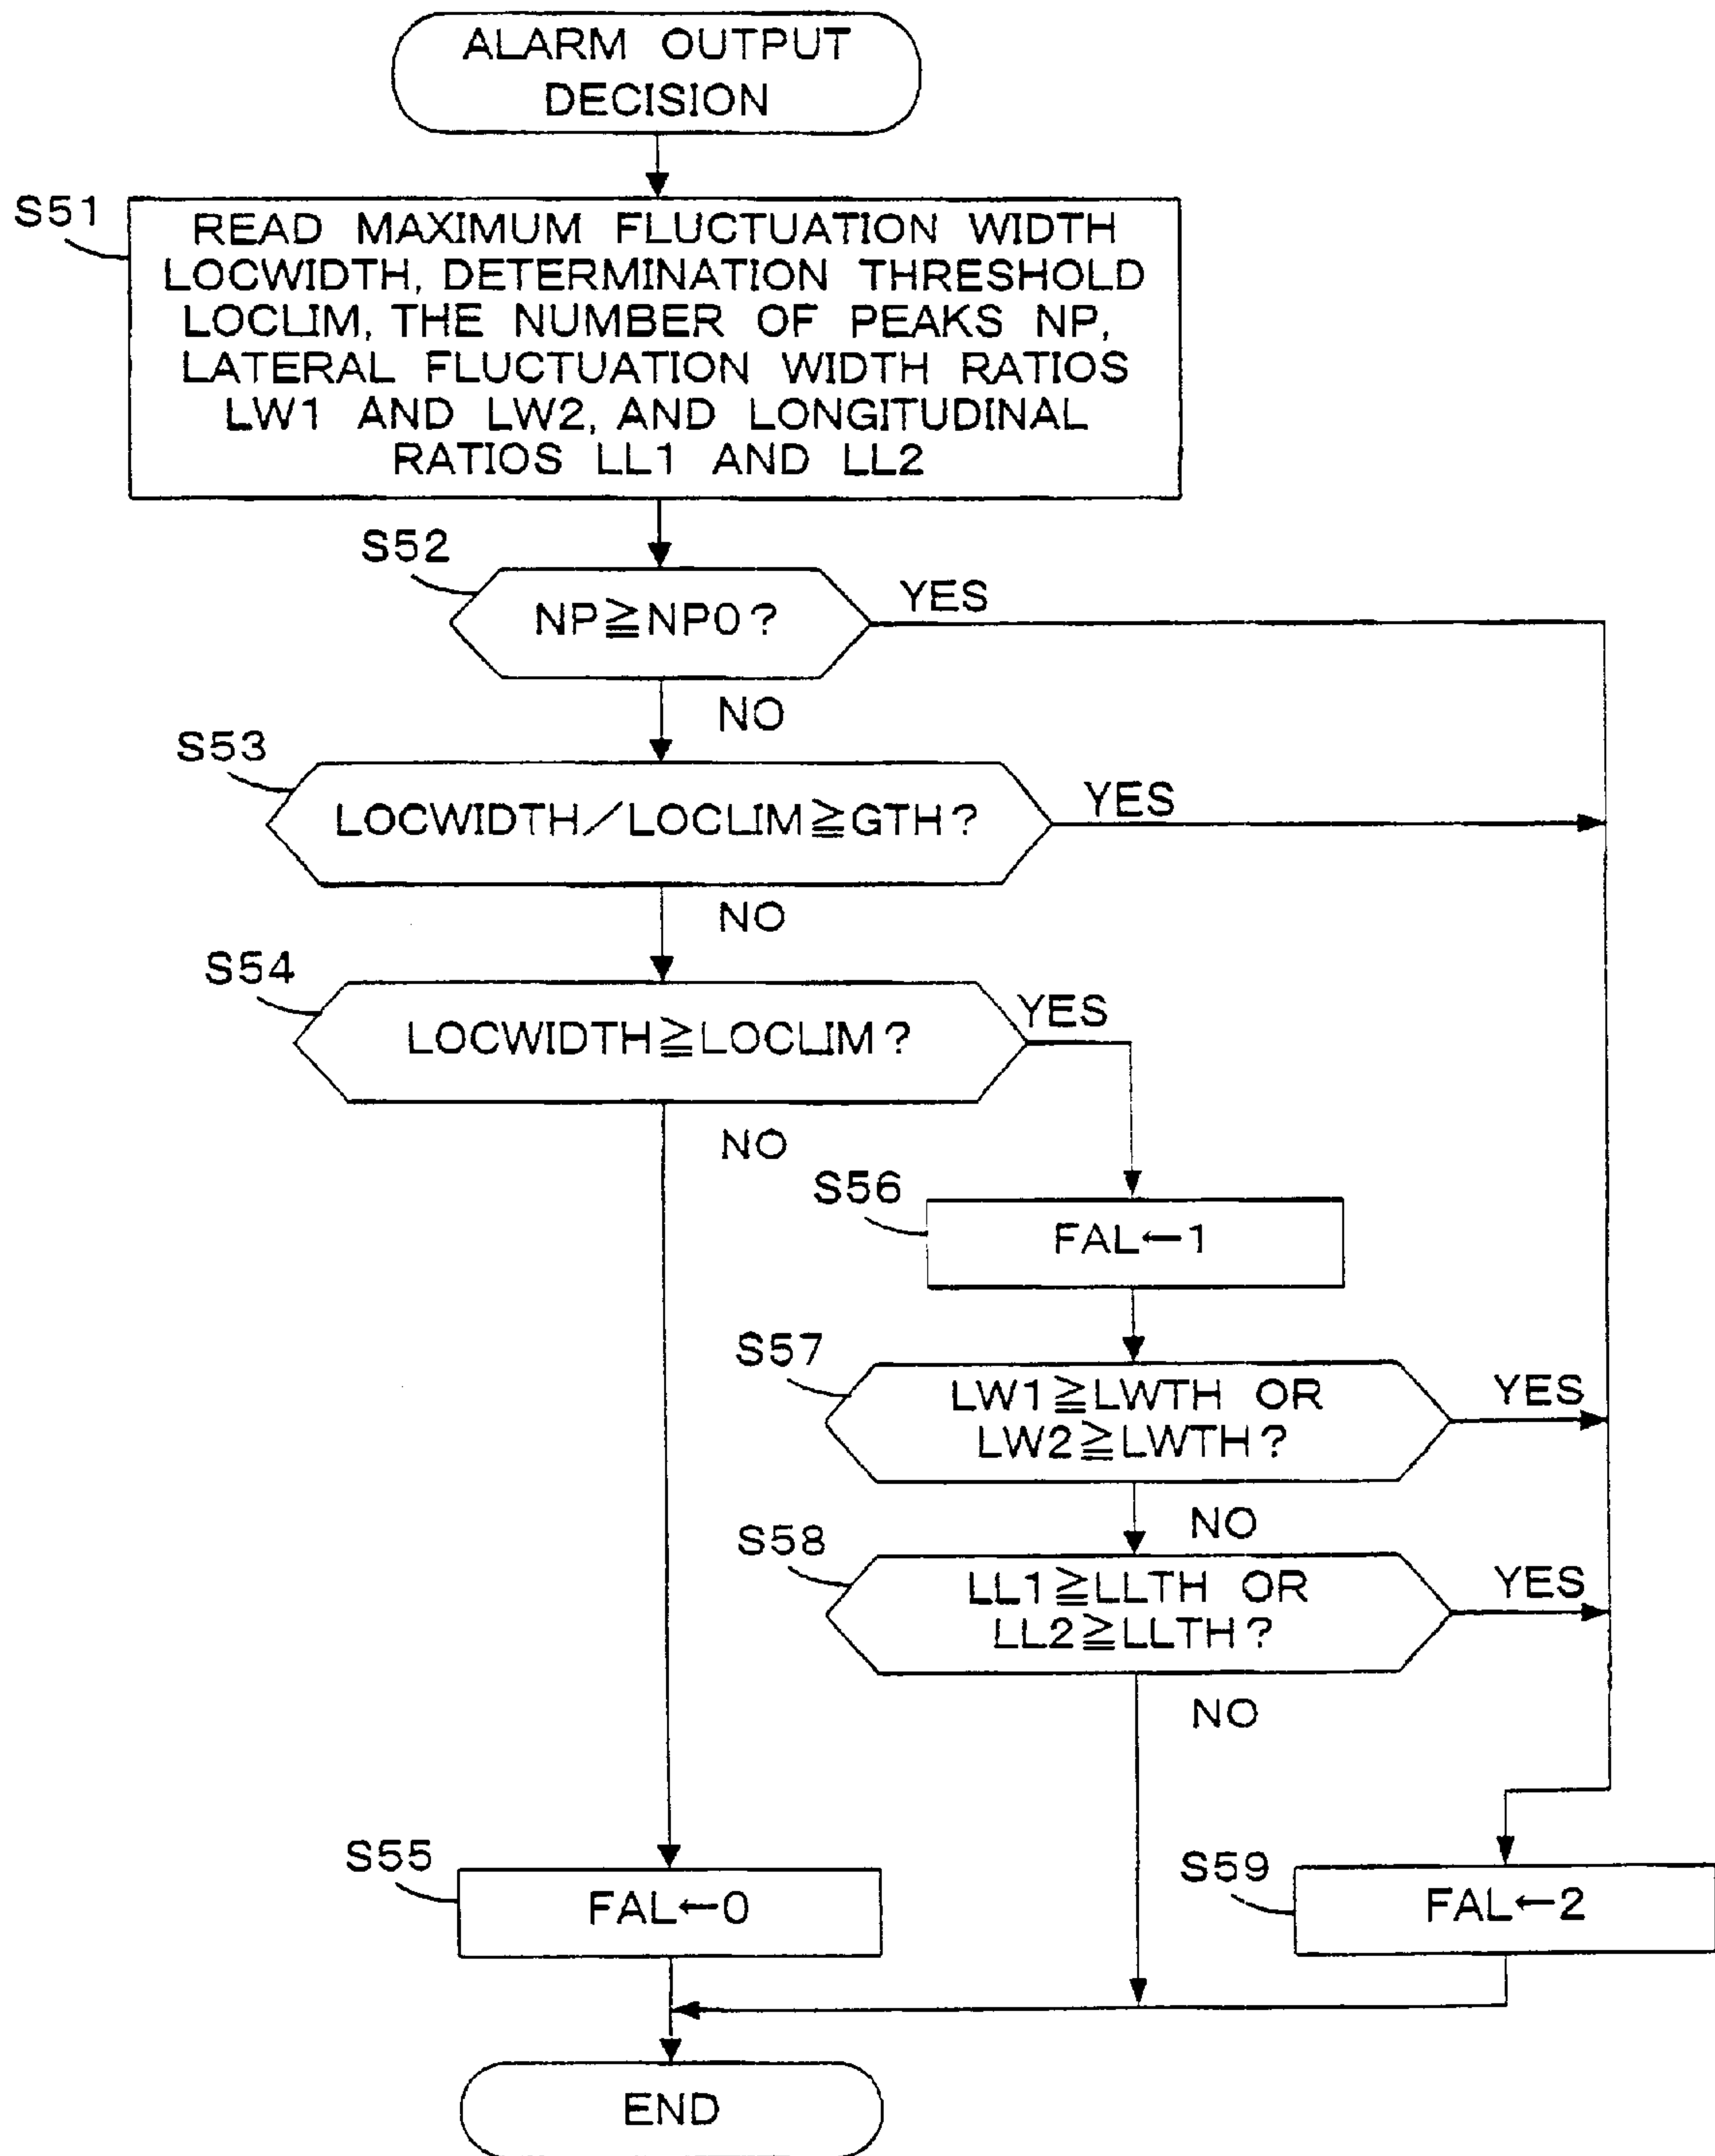 ALARM OUTPUT
DECISION
S51
READ MAXIMUM FLUCTUATION WIDTH
LOCWIDTH, DETERMINATION THRESHOLD
LOCLIM, THE NUMBER OF PEAKS NP,
LATERAL FLUCTUATION WIDTH RATIOS
LW1 AND LW2, AND LONGITUDINAL
RATIOS LL1 AND LL2
S52
NP≧NP0?
YES
NO
S53
LOCWIDTH/LOCLIM≧GTH?
YES
NO
S54
LOCWIDTH≧LOCLIM?
YES
NO
S56
FAL←1
S57
LW1≧LWTH OR
LW2≧LWTH?
YES
NO
S58
LL1≧LLTH OR
LL2≧LLTH?
YES
NO
S55
FAL←0
S59
FAL←2
END